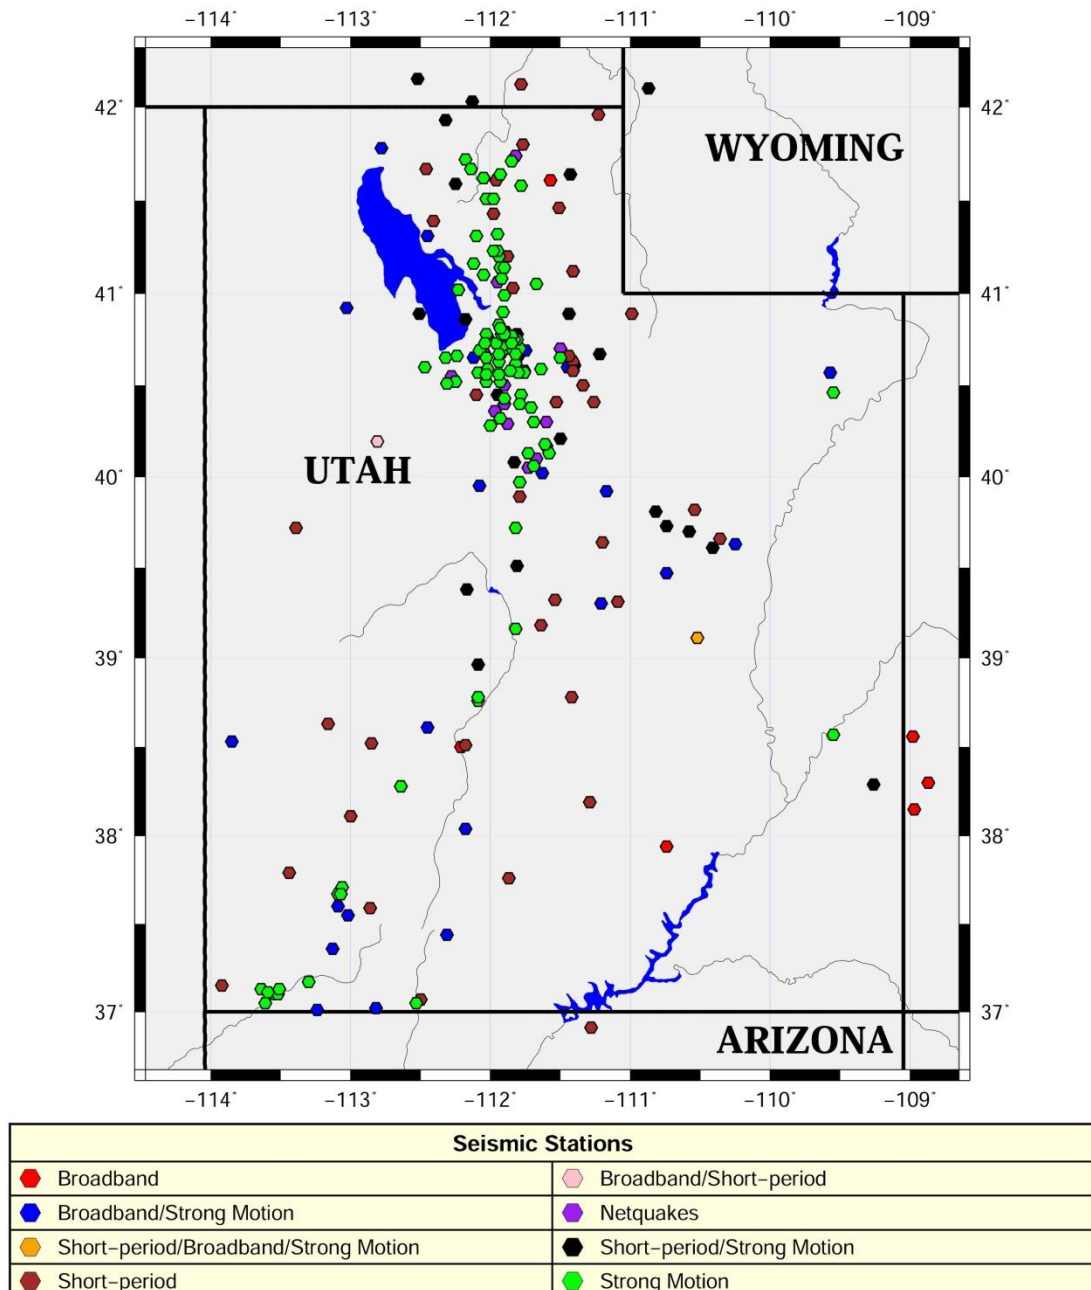 −114° −113° −112° −111° −110° −109°
42° 42°
WYOMING
41° 41°
UTAH
40° 40°
39° 39°
38° 38°
37° 37°
ARIZONA
−114° −113° −112° −111° −110° −109°
Seismic Stations
Broadband Broadband/Short−period
Broadband/Strong Motion Netquakes
Short−period/Broadband/Strong Motion Short−period/Strong Motion
Short−period Strong Motion